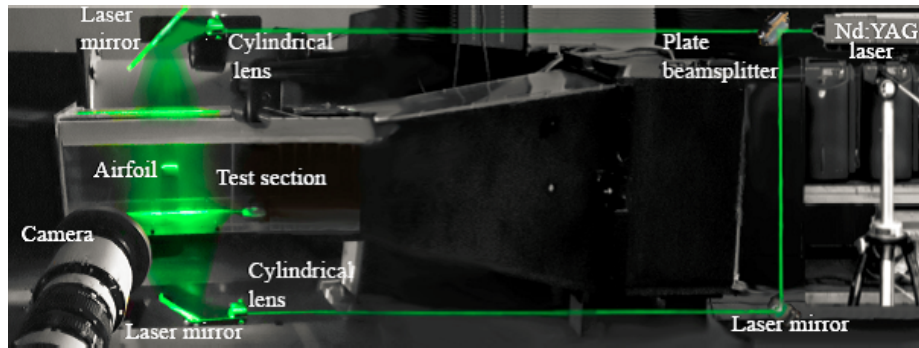 Laser
mirror
Cylindrical
lens
Plate
beamsplitter
Nd:YAG
laser
Airfoil
Test section
Camera
Cylindrical
lens
Laser mirror
Laser mirror